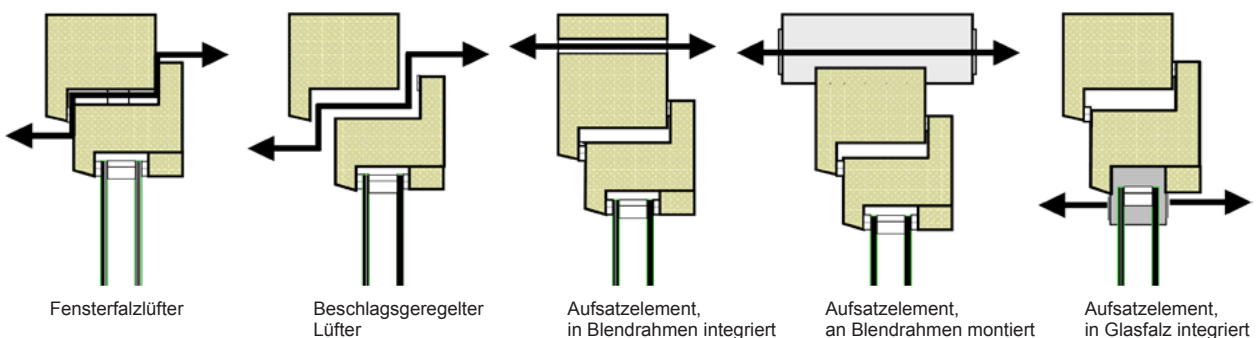 Fensterfalzlüfter
Beschlagsgeregelter
Lüfter
Aufsatzelement,
in Blendrahmen integriert
Aufsatzelement,
an Blendrahmen montiert
Aufsatzelement,
in Glasfalz integriert